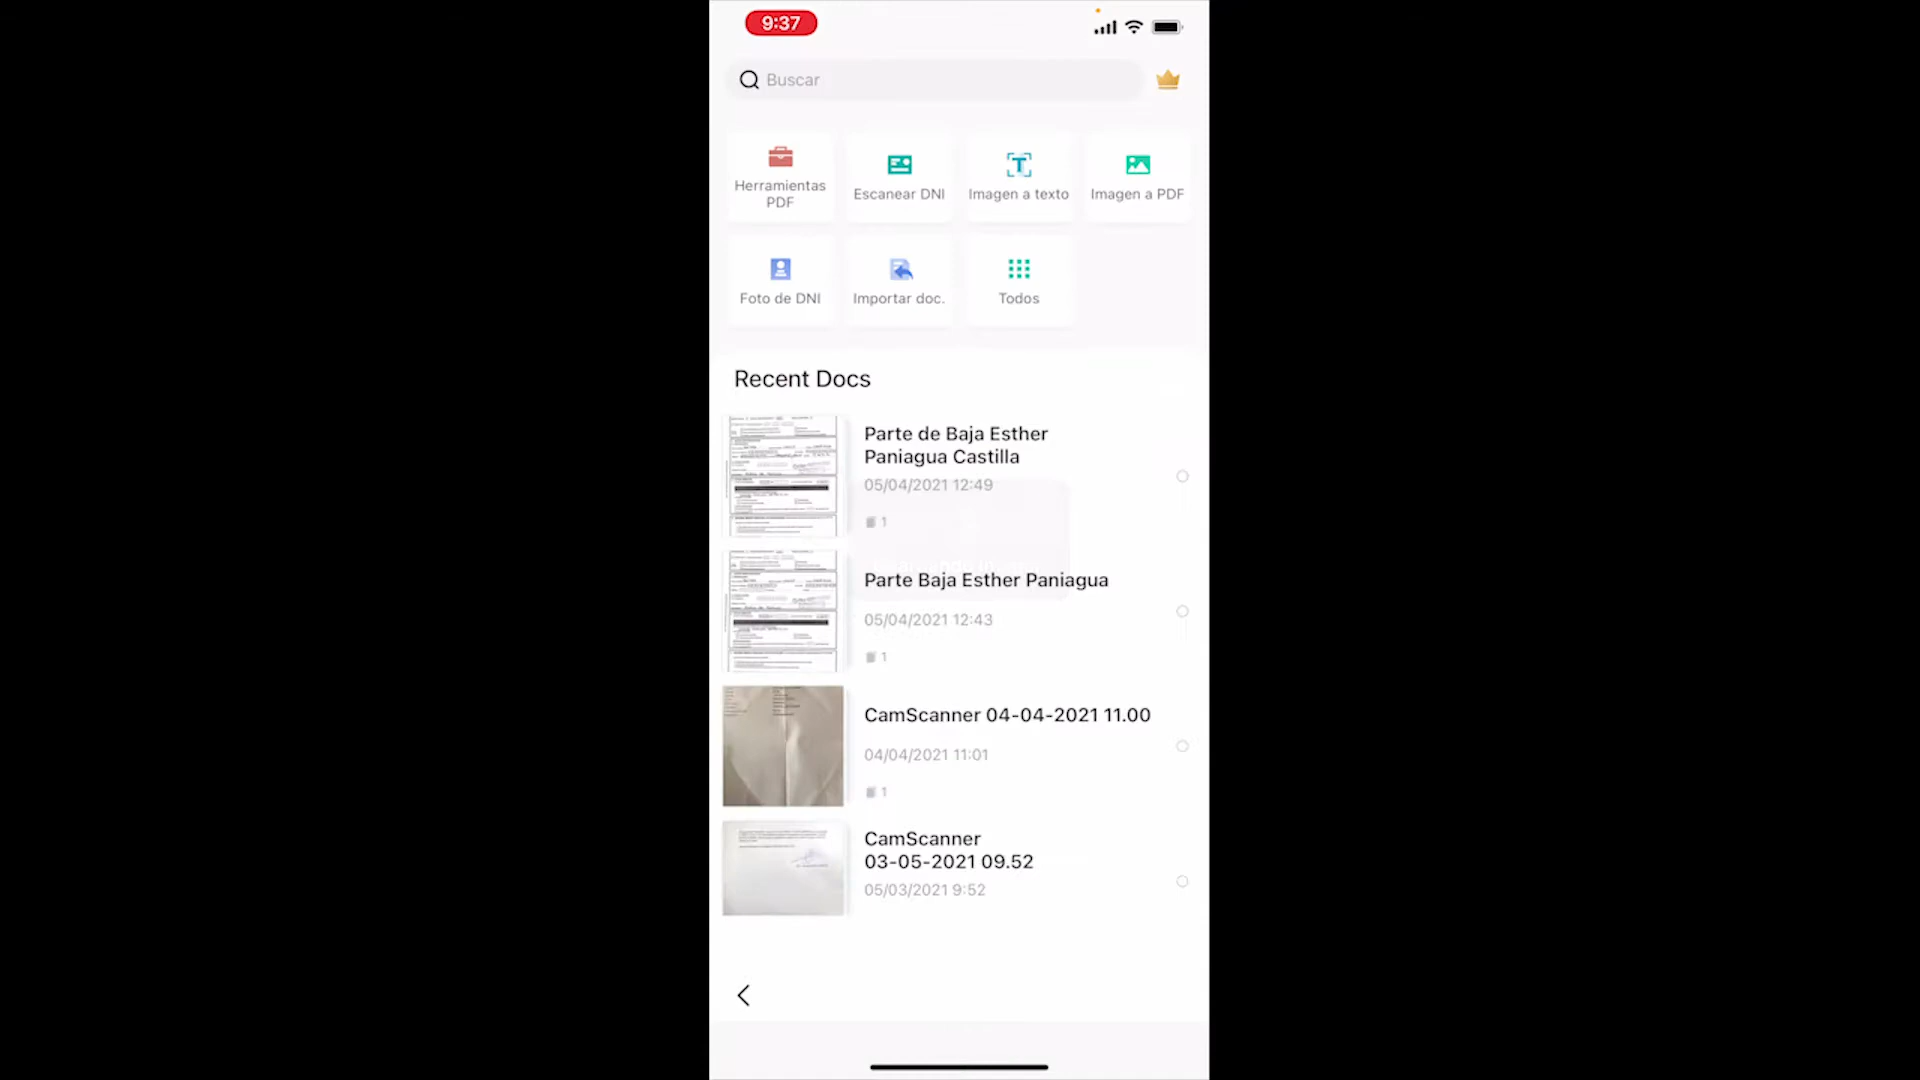 9:37
Buscar
Herramientas
PDF
Escanear DNI
Imagen a texto
Imagen a PDF
Foto de DNI
Importar doc.
Todos
Recent Docs
Parte de Baja Esther
Paniagua Castilla
05/04/2021 12:49
1
Parte Baja Esther Paniagua
05/04/2021 12:43
1
CamScanner 04-04-2021 11.00
04/04/2021 11:01
1
CamScanner
03-05-2021 09.52
05/03/2021 9:52